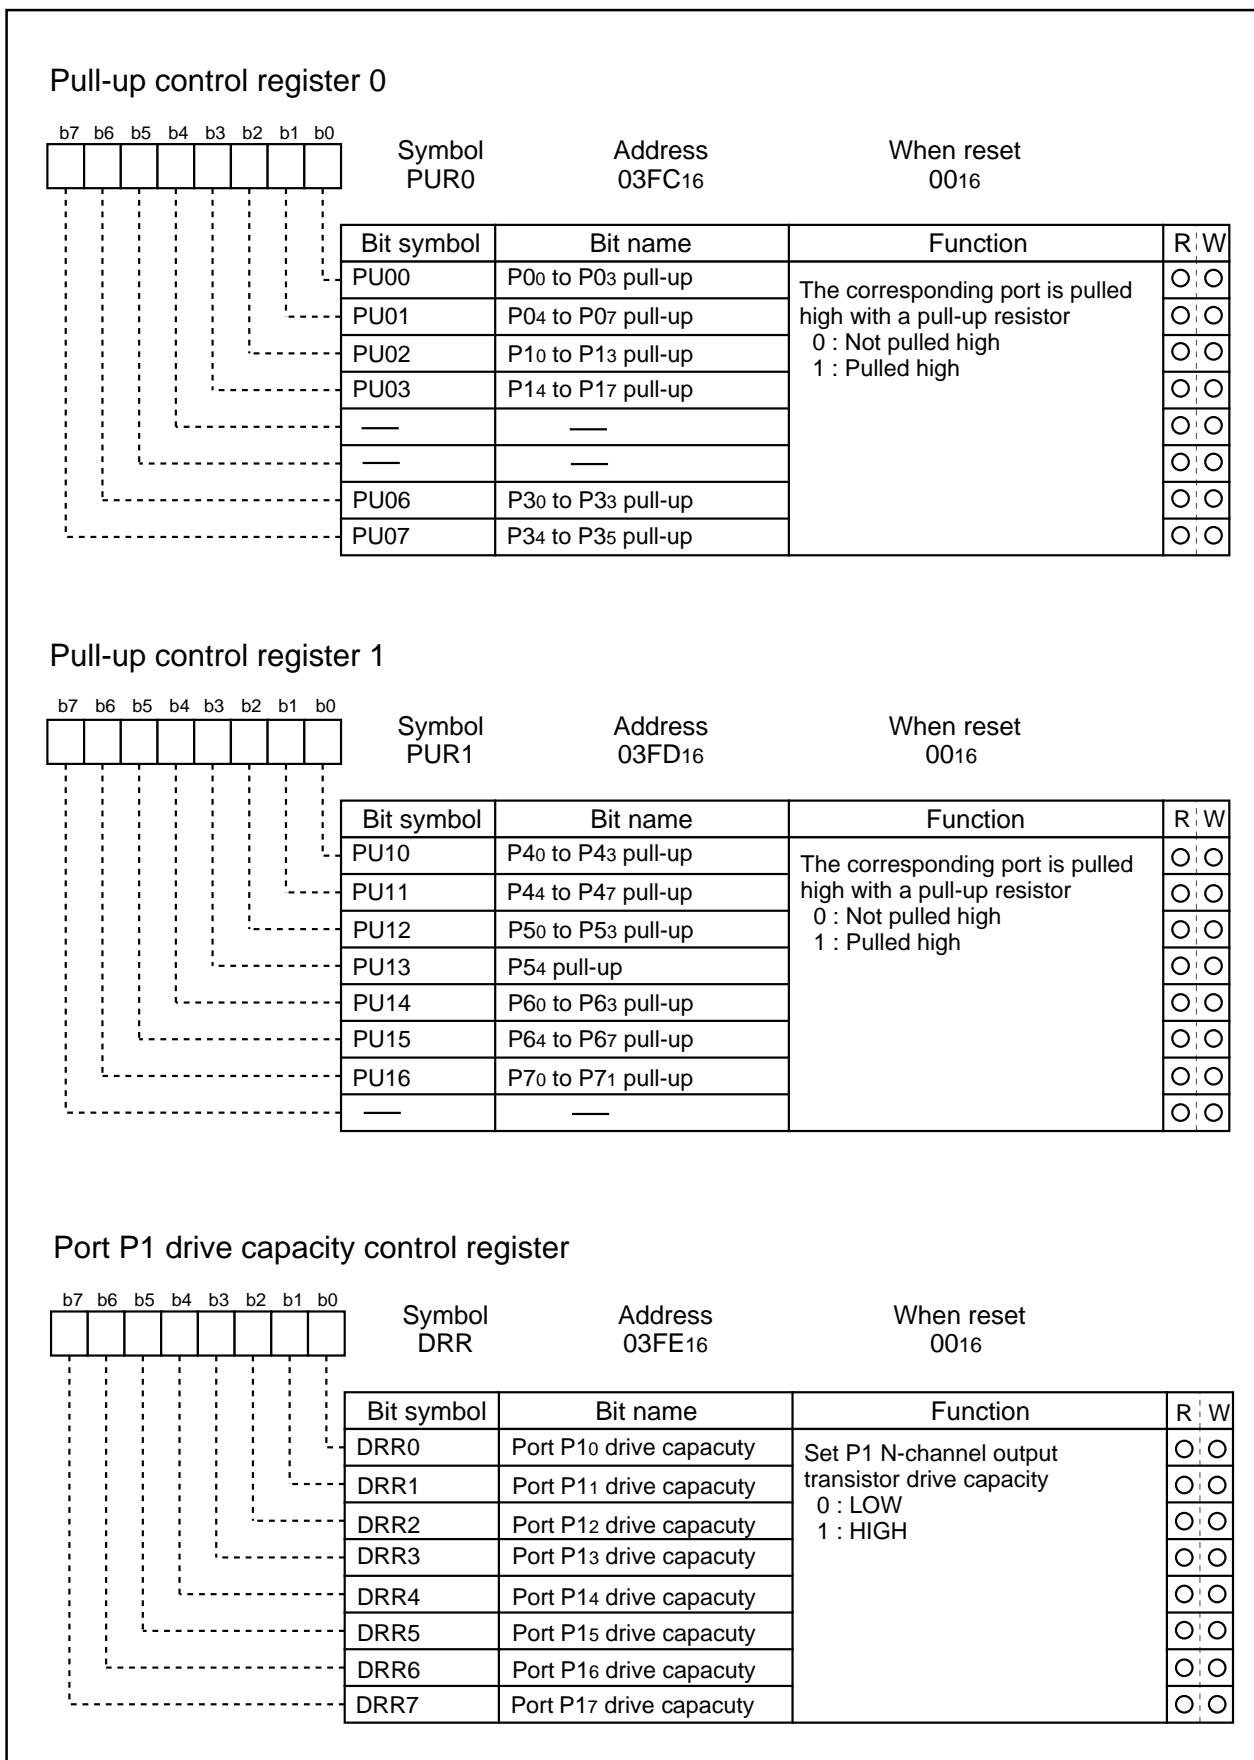 Pull-up control register 0
b7 b6 b5 b4 b3 b2 b1 b0
Symbol Address When reset
PUR0 03FC16 0016
Bit symbol Bit name Function R W
PU00 P00 to P03 pull-up The corresponding port is pulled
PU01 P04 to P07 pull-up high with a pull-up resistor
0 : Not pulled high
PU02 P10 to P13 pull-up 1 : Pulled high
PU03 P14 to P17 pull-up
— —
— —
PU06 P30 to P33 pull-up
PU07 P34 to P35 pull-up
Pull-up control register 1
b7 b6 b5 b4 b3 b2 b1 b0
Symbol Address When reset
PUR1 03FD16 0016
Bit symbol Bit name Function R W
PU10 P40 to P43 pull-up The corresponding port is pulled
PU11 P44 to P47 pull-up high with a pull-up resistor
0 : Not pulled high
PU12 P50 to P53 pull-up 1 : Pulled high
PU13 P54 pull-up
PU14 P60 to P63 pull-up
PU15 P64 to P67 pull-up
PU16 P70 to P71 pull-up
— —
Port P1 drive capacity control register
b7 b6 b5 b4 b3 b2 b1 b0
Symbol Address When reset
DRR 03FE16 0016
Bit symbol Bit name Function R W
DRR0 Port P10 drive capacuty Set P1 N-channel output
DRR1 Port P11 drive capacuty transistor drive capacity
0 : LOW
DRR2 Port P12 drive capacuty 1 : HIGH
DRR3 Port P13 drive capacuty
DRR4 Port P14 drive capacuty
DRR5 Port P15 drive capacuty
DRR6 Port P16 drive capacuty
DRR7 Port P17 drive capacuty